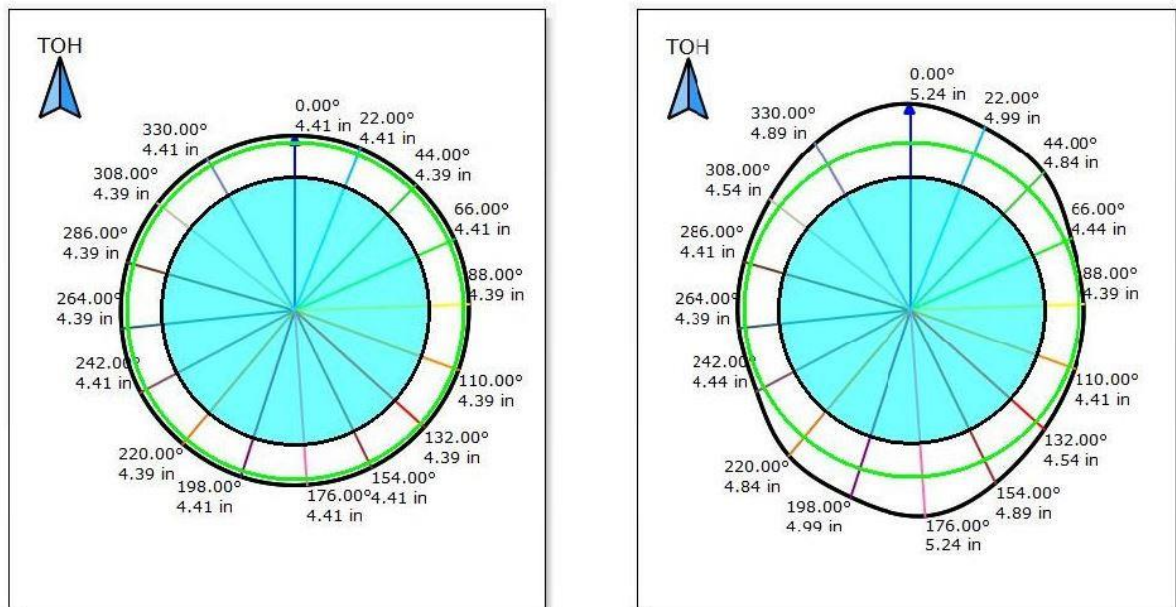 TOH
0.00°
4.41 in
22.00°
4.41 in
44.00°
4.39 in
66.00°
4.41 in
88.00°
4.39 in
110.00°
4.39 in
132.00°
4.39 in
154.00°
4.41 in
176.00°
4.41 in
198.00°
4.41 in
220.00°
4.39 in
242.00°
4.41 in
264.00°
4.39 in
286.00°
4.39 in
308.00°
4.39 in
330.00°
4.41 in
TOH
0.00°
5.24 in
22.00°
4.99 in
44.00°
4.84 in
66.00°
4.44 in
88.00°
4.39 in
110.00°
4.41 in
132.00°
4.54 in
154.00°
4.89 in
176.00°
5.24 in
198.00°
4.99 in
220.00°
4.84 in
242.00°
4.44 in
264.00°
4.39 in
286.00°
4.41 in
308.00°
4.54 in
330.00°
4.89 in